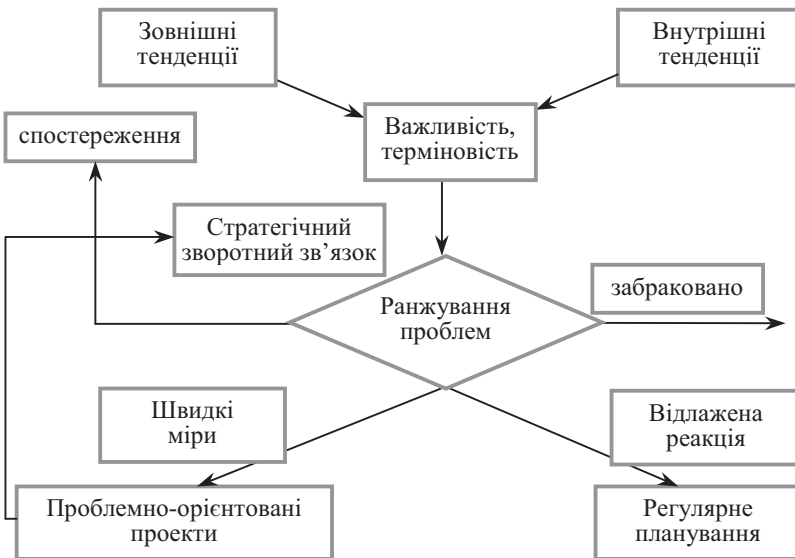 Зовнішні
тенденції
Внутрішні
тенденції
Важливість,
терміновість
спостереження
Стратегічний
зворотний зв’язок
Ранжування
проблем
забраковано
Швидкі
міри
Відлажена
реакція
Проблемно-орієнтовані
проекти
Регулярне
планування